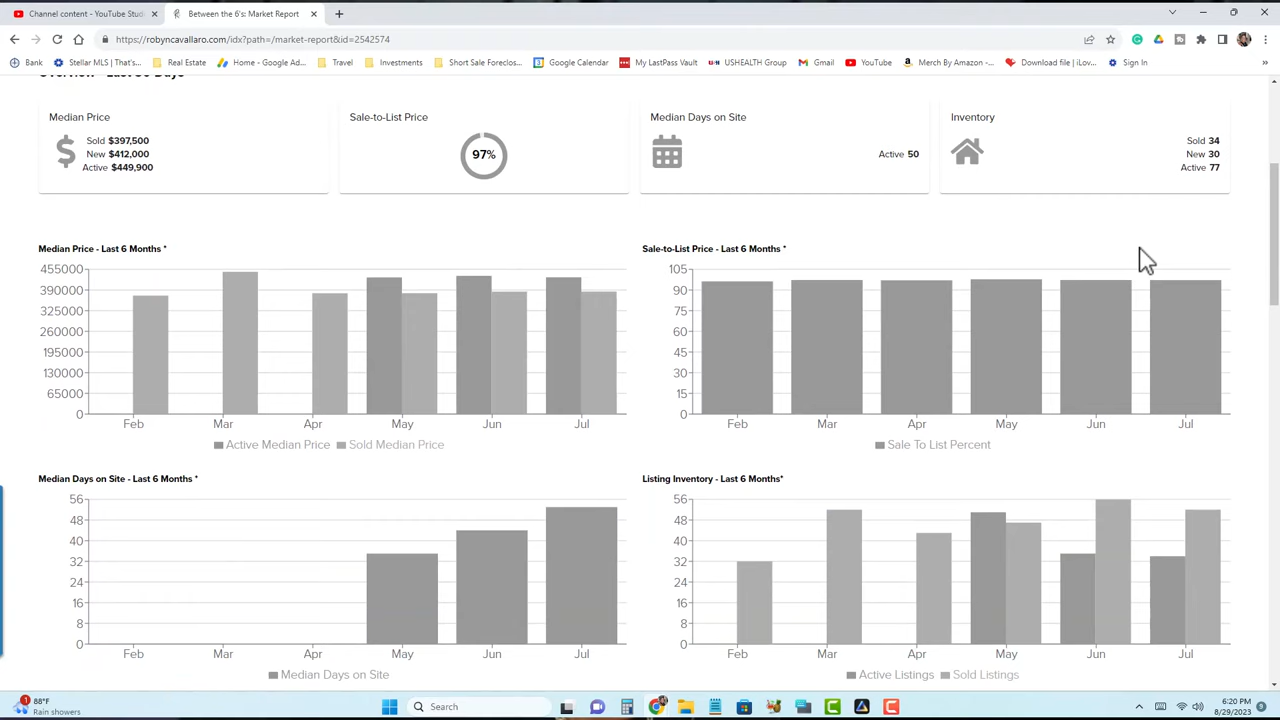 Channel content - YouTube Stud
Between the 6's: Market Report
https://robyncavallaro.com/idx?path=/market-report&id=2542574
Bank
Stellar MLS | That's...
Real Estate
Home - Google Ad...
Travel
Investments
Short Sale Foreclos...
Google Calendar
My LastPass Vault
USHEALTH Group
Gmail
YouTube
Merch By Amazon -...
Download file | iLov...
Sign In
Median Price
Sold $397,500
New $412,000
Active $449,900
Sale-to-List Price
97%
Median Days on Site
Active 50
Inventory
Sold 34
New 30
Active 77
Median Price - Last 6 Months *
455000
390000
325000
260000
195000
130000
65000
0
Feb Mar Apr May Jun Jul
Active Median Price Sold Median Price
Sale-to-List Price - Last 6 Months *
105
90
75
60
45
30
15
0
Feb Mar Apr May Jun Jul
Sale To List Percent
Median Days on Site - Last 6 Months *
56
48
40
32
24
16
8
0
Feb Mar Apr May Jun Jul
Median Days on Site
Listing Inventory - Last 6 Months*
56
48
40
32
24
16
8
0
Feb Mar Apr May Jun Jul
Active Listings Sold Listings
1
88°F
Rain showers
Search
6:20 PM
8/29/2023